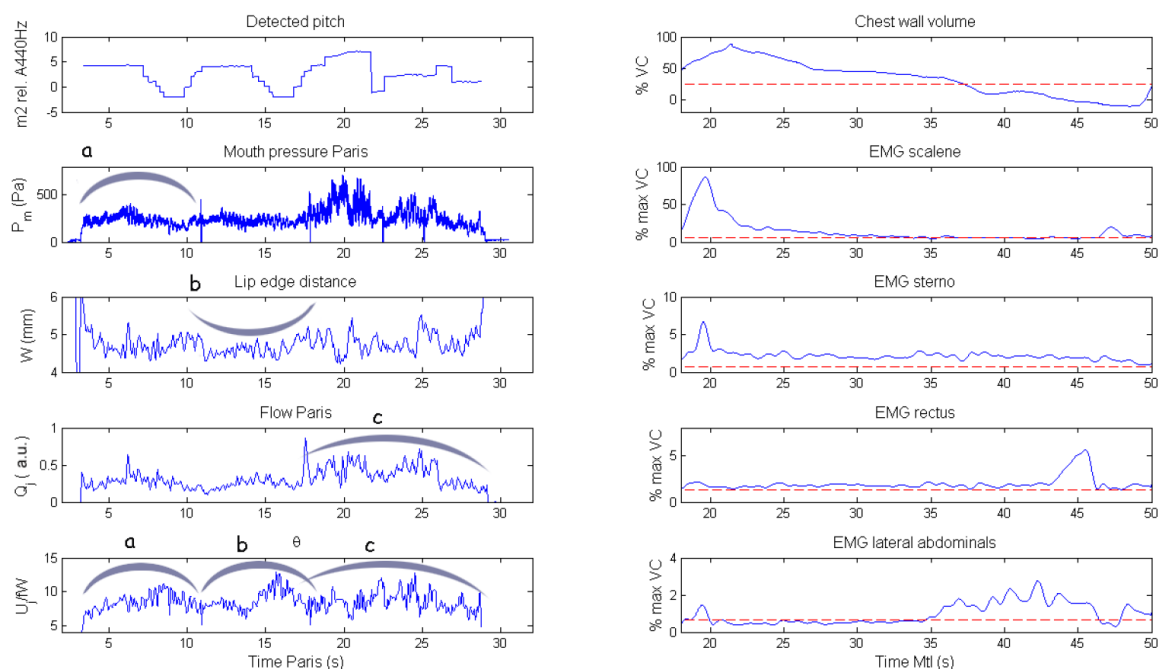 Detected pitch
m2 rel. A440Hz
10
5
0
-5
5 10 15 20 25 30
a
Mouth pressure Paris
P_m (Pa)
500
0
5 10 15 20 25 30
b
Lip edge distance
W (mm)
6
5
4
5 10 15 20 25 30
Flow Paris
c
Q_j ( a.u.)
1
0.5
0
5 10 15 20 25 30
a b θ c
U_j/fW
15
10
5
5 10 15 20 25 30
Time Paris (s)
Chest wall volume
% VC
100
50
0
20 25 30 35 40 45 50
EMG scalene
% max VC
100
50
0
20 25 30 35 40 45 50
EMG sterno
% max VC
10
5
0
20 25 30 35 40 45 50
EMG rectus
% max VC
5
0
20 25 30 35 40 45 50
EMG lateral abdominals
% max VC
4
2
0
20 25 30 35 40 45 50
Time Mtl (s)